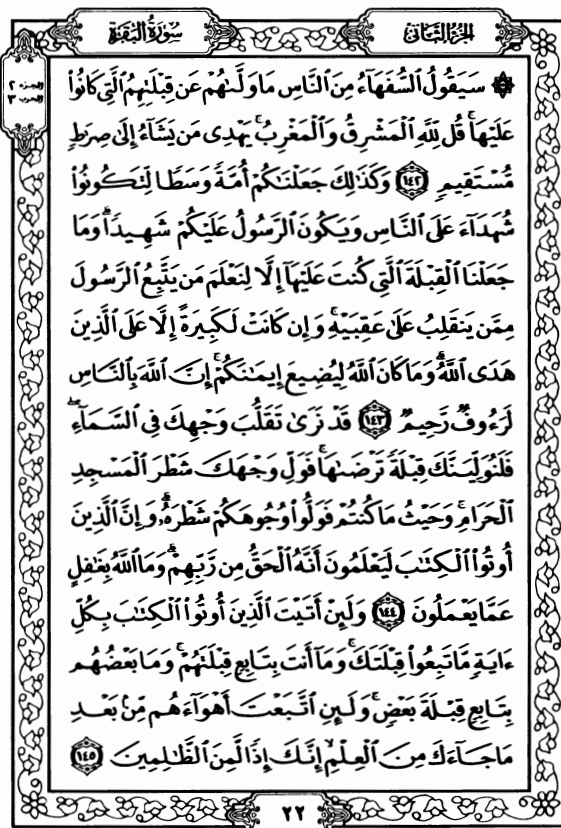 الجزء الثاني
سورة البقرة
الجزء ٢
الحزب ٣
۞ سَيَقُولُ ٱلسُّفَهَآءُ مِنَ ٱلنَّاسِ مَا وَلَّىٰهُمْ عَن قِبْلَتِهِمُ ٱلَّتِى كَانُوا۟
عَلَيْهَا ۚ قُل لِّلَّهِ ٱلْمَشْرِقُ وَٱلْمَغْرِبُ ۚ يَهْدِى مَن يَشَآءُ إِلَىٰ صِرَٰطٍ
مُّسْتَقِيمٍ ١٤٢ وَكَذَٰلِكَ جَعَلْنَٰكُمْ أُمَّةً وَسَطًا لِّتَكُونُوا۟
شُهَدَآءَ عَلَى ٱلنَّاسِ وَيَكُونَ ٱلرَّسُولُ عَلَيْكُمْ شَهِيدًا ۗ وَمَا
جَعَلْنَا ٱلْقِبْلَةَ ٱلَّتِى كُنتَ عَلَيْهَآ إِلَّا لِنَعْلَمَ مَن يَتَّبِعُ ٱلرَّسُولَ
مِمَّن يَنقَلِبُ عَلَىٰ عَقِبَيْهِ ۚ وَإِن كَانَتْ لَكَبِيرَةً إِلَّا عَلَى ٱلَّذِينَ
هَدَى ٱللَّهُ ۗ وَمَا كَانَ ٱللَّهُ لِيُضِيعَ إِيمَٰنَكُمْ ۚ إِنَّ ٱللَّهَ بِٱلنَّاسِ
لَرَءُوفٌ رَّحِيمٌ ١٤٣ قَدْ نَرَىٰ تَقَلُّبَ وَجْهِكَ فِى ٱلسَّمَآءِ ۖ
فَلَنُوَلِّيَنَّكَ قِبْلَةً تَرْضَىٰهَا ۚ فَوَلِّ وَجْهَكَ شَطْرَ ٱلْمَسْجِدِ
ٱلْحَرَامِ ۚ وَحَيْثُ مَا كُنتُمْ فَوَلُّوا۟ وُجُوهَكُمْ شَطْرَهُۥ ۗ وَإِنَّ ٱلَّذِينَ
أُوتُوا۟ ٱلْكِتَٰبَ لَيَعْلَمُونَ أَنَّهُ ٱلْحَقُّ مِن رَّبِّهِمْ ۗ وَمَا ٱللَّهُ بِغَٰفِلٍ
عَمَّا يَعْمَلُونَ ١٤٤ وَلَئِنْ أَتَيْتَ ٱلَّذِينَ أُوتُوا۟ ٱلْكِتَٰبَ بِكُلِّ
ءَايَةٍ مَّا تَبِعُوا۟ قِبْلَتَكَ ۚ وَمَآ أَنتَ بِتَابِعٍ قِبْلَتَهُمْ ۚ وَمَا بَعْضُهُم
بِتَابِعٍ قِبْلَةَ بَعْضٍ ۚ وَلَئِنِ ٱتَّبَعْتَ أَهْوَآءَهُم مِّنۢ بَعْدِ
مَا جَآءَكَ مِنَ ٱلْعِلْمِ ۙ إِنَّكَ إِذًا لَّمِنَ ٱلظَّٰلِمِينَ ١٤٥
٢٢